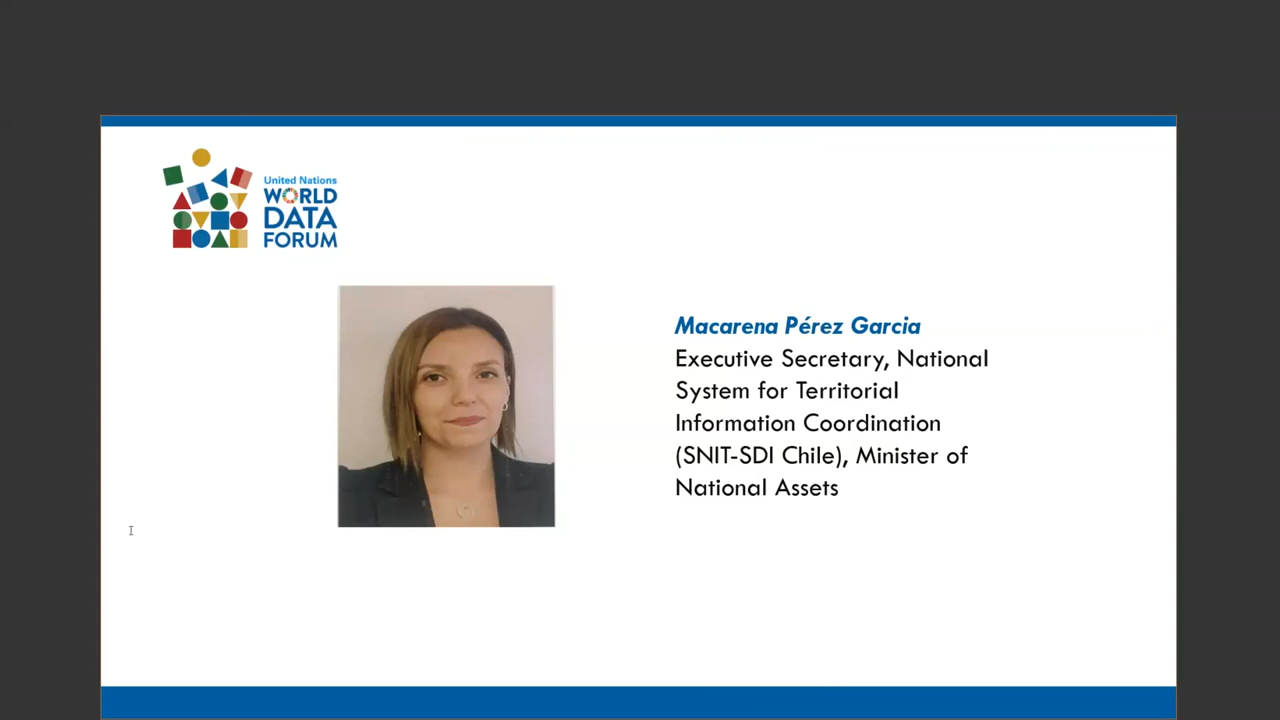 United Nations
WORLD
DATA
FORUM
Macarena Pérez Garcia
Executive Secretary, National
System for Territorial
Information Coordination
(SNIT-SDI Chile), Minister of
National Assets